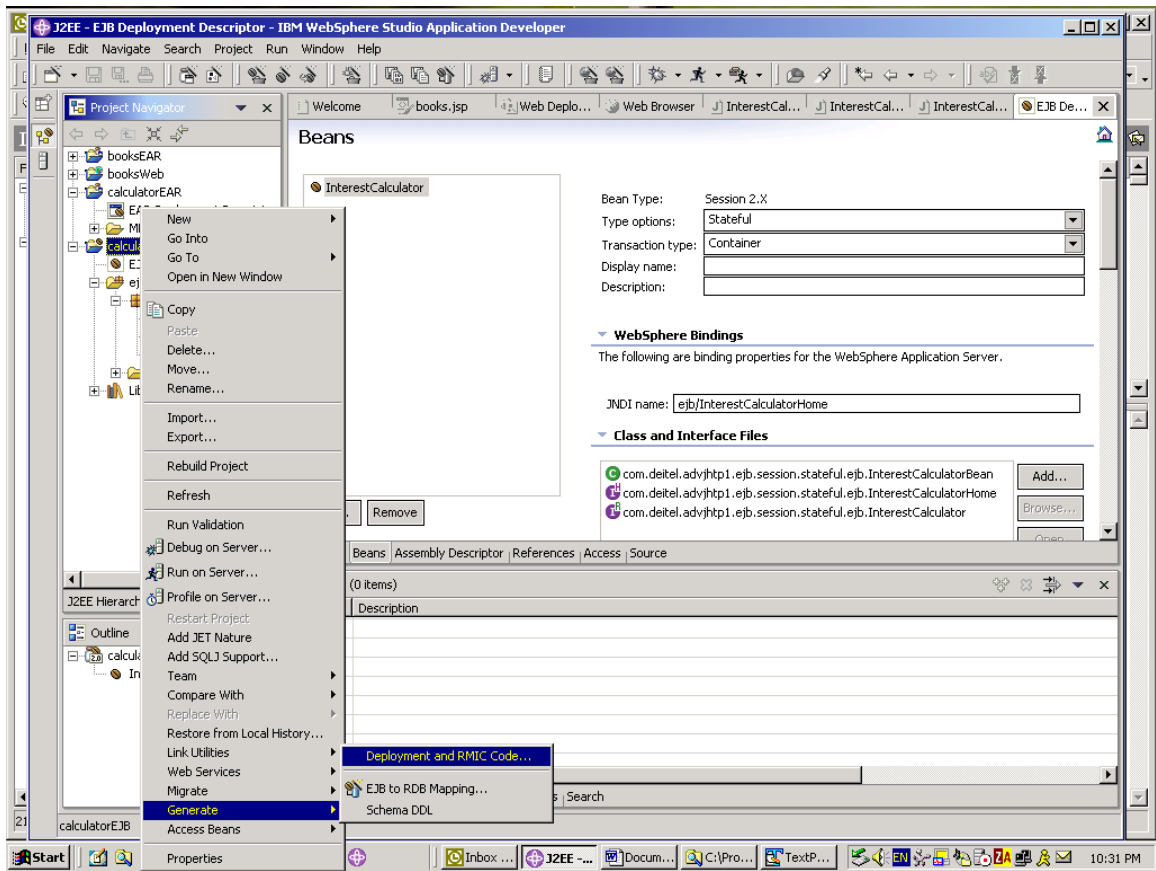 J2EE - EJB Deployment Descriptor - IBM WebSphere Studio Application Developer
File Edit Navigate Search Project Run Window Help
Project Navigator
booksEAR
booksWeb
calculatorEAR
New
Go Into
Go To
Open in New Window
Copy
Paste
Delete...
Move...
Rename...
Import...
Export...
Rebuild Project
Refresh
Run Validation
Debug on Server...
Run on Server...
Profile on Server...
Restart Project
Add JET Nature
Add SQLJ Support...
Team
Compare With
Replace With
Restore from Local History...
Link Utilities
Web Services
Migrate
Generate
Access Beans
Properties
Deployment and RMIC Code...
EJB to RDB Mapping...
Schema DDL
J2EE Hierarch
Outline
calcula
In
calculatorEJB
Welcome books.jsp Web Deplo... Web Browser InterestCal... InterestCal... InterestCal... EJB De...
Beans
InterestCalculator
Remove
Bean Type: Session 2.X
Type options: Stateful
Transaction type: Container
Display name:
Description:
WebSphere Bindings
The following are binding properties for the WebSphere Application Server.
JNDI name: ejb/InterestCalculatorHome
Class and Interface Files
com.deitel.advjhtp1.ejb.session.stateful.ejb.InterestCalculatorBean
com.deitel.advjhtp1.ejb.session.stateful.ejb.InterestCalculatorHome
com.deitel.advjhtp1.ejb.session.stateful.ejb.InterestCalculator
Add...
Browse...
Open
Beans Assembly Descriptor References Access Source
(0 items)
Description
Search
Start Inbox ... J2EE -... Docum... C:\Pro... TextP... EN ZA 10:31 PM